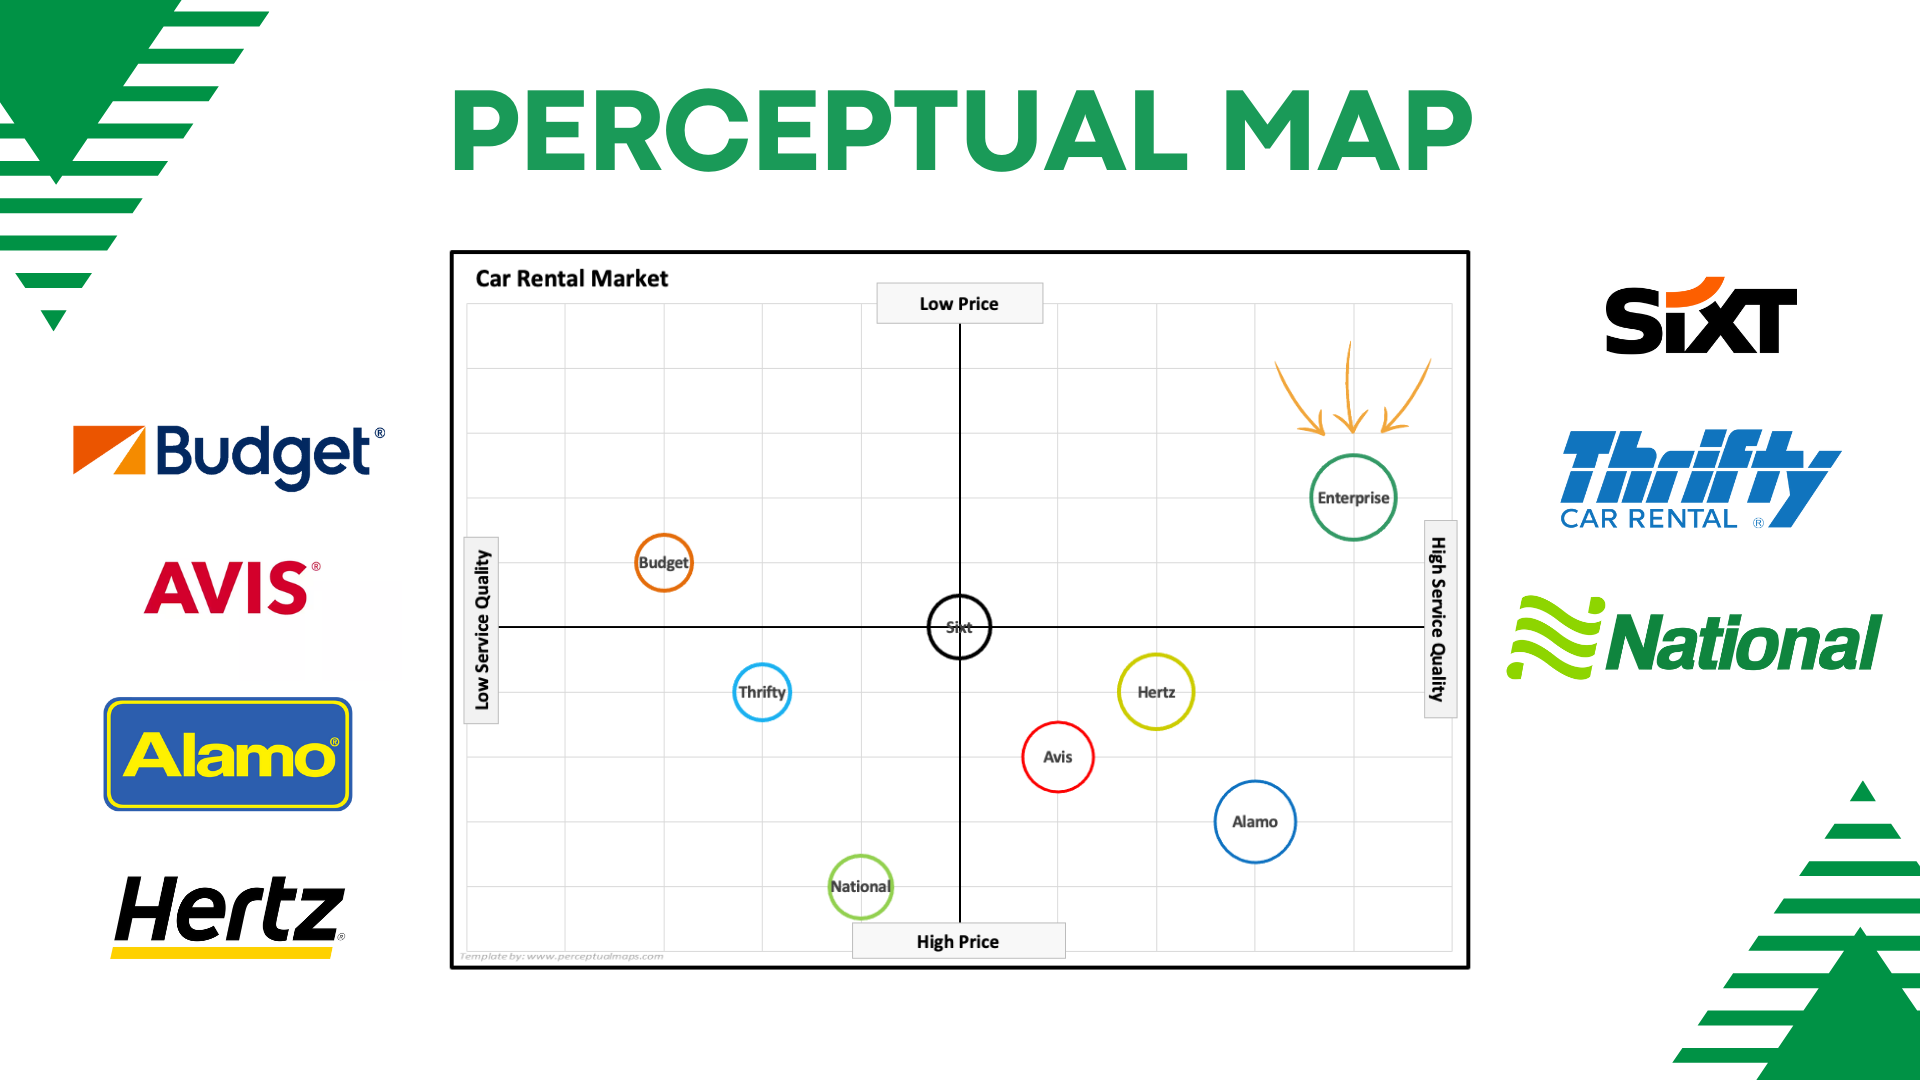 PERCEPTUAL MAP
Car Rental Market
Low Price
Enterprise
Budget
Sixt
Low Service Quality
High Service Quality
Thrifty
Hertz
Avis
Alamo
National
High Price
Template by: www.perceptualmaps.com
Budget®
AVIS®
Alamo®
Hertz®
SIXT
Thrifty
CAR RENTAL ®
National